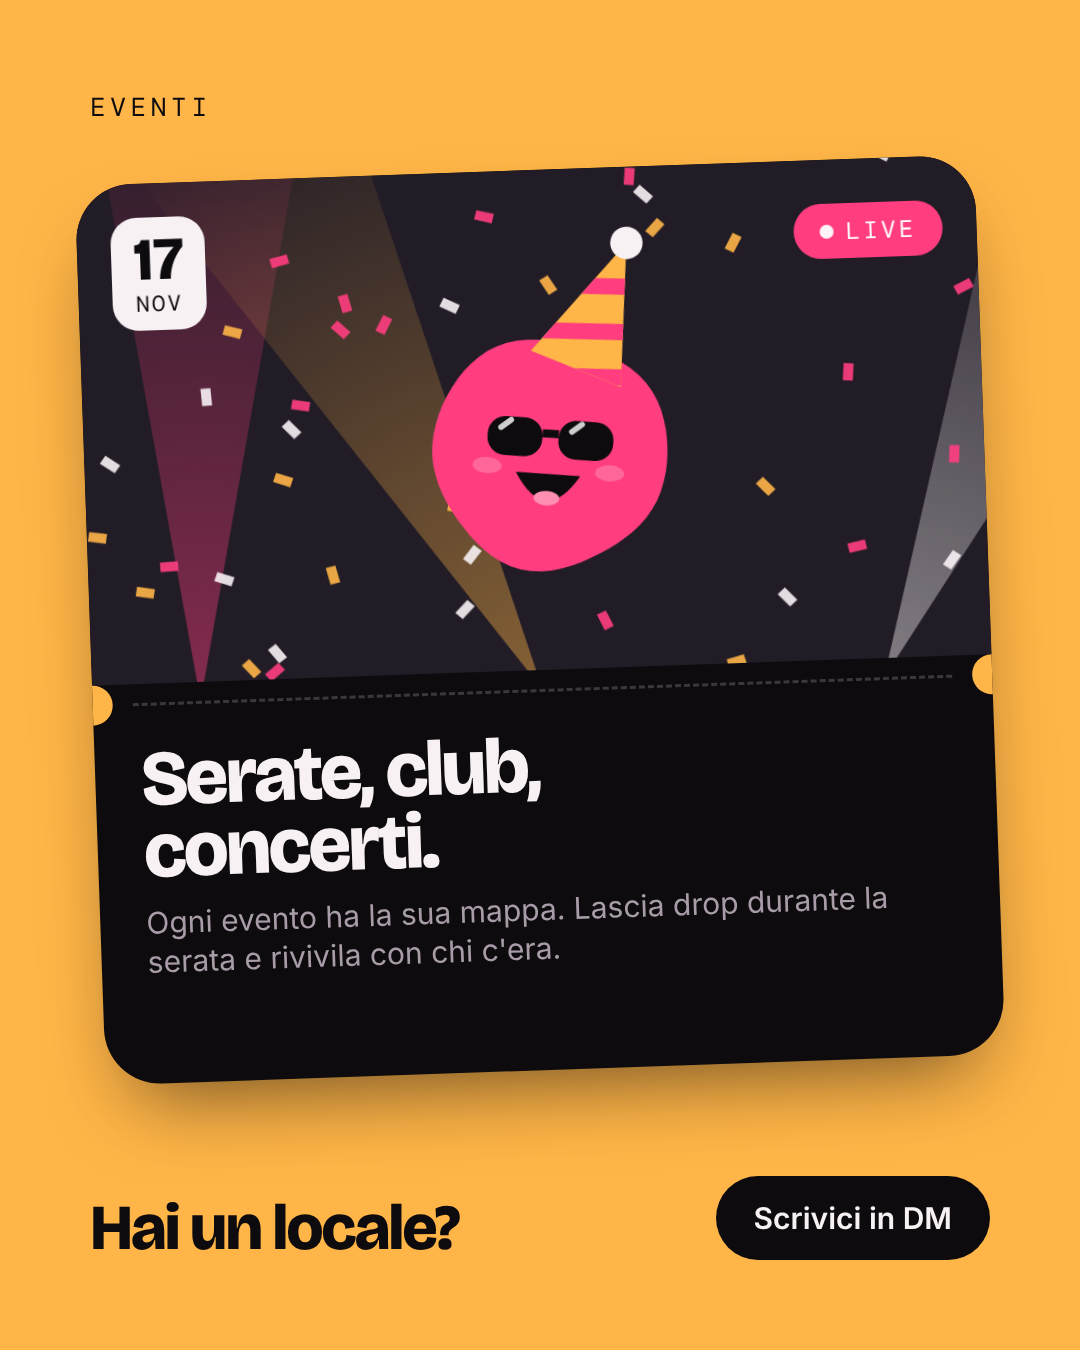 EVENTI
17
NOV
LIVE
Serate, club,
concerti.
Ogni evento ha la sua mappa. Lascia drop durante la
serata e rivivila con chi c'era.
Hai un locale?
Scrivici in DM